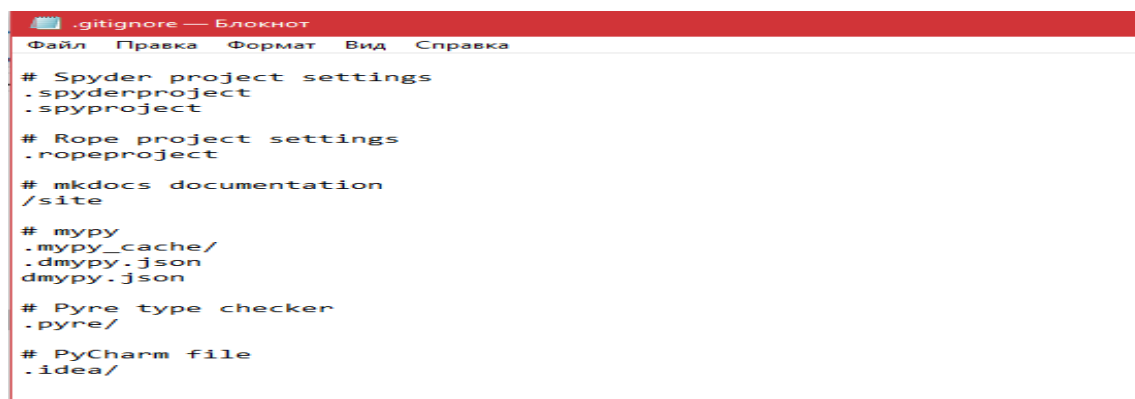 .gitignore — Блокнот
Файл Правка Формат Вид Справка
# Spyder project settings
.spyderproject
.spyproject
# Rope project settings
.ropeproject
# mkdocs documentation
/site
# mypy
.mypy_cache/
.dmypy.json
dmypy.json
# Pyre type checker
.pyre/
# PyCharm file
.idea/